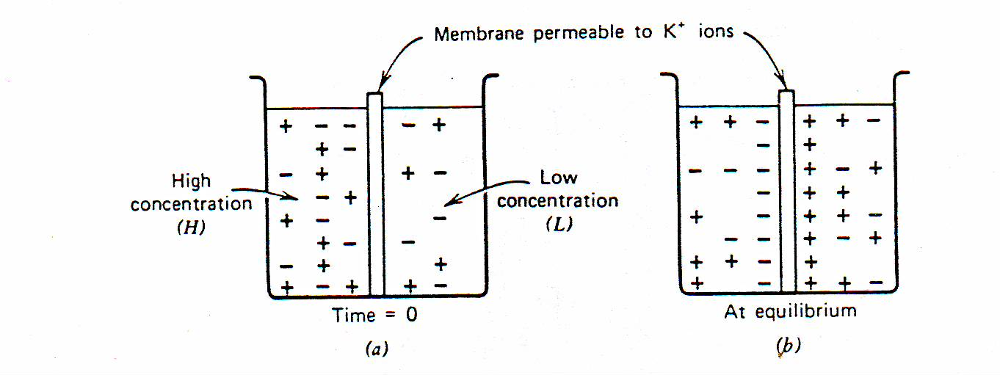 Membrane permeable to K⁺ ions
High
concentration
(H)
Low
concentration
(L)
Time = 0
(a)
At equilibrium
(b)